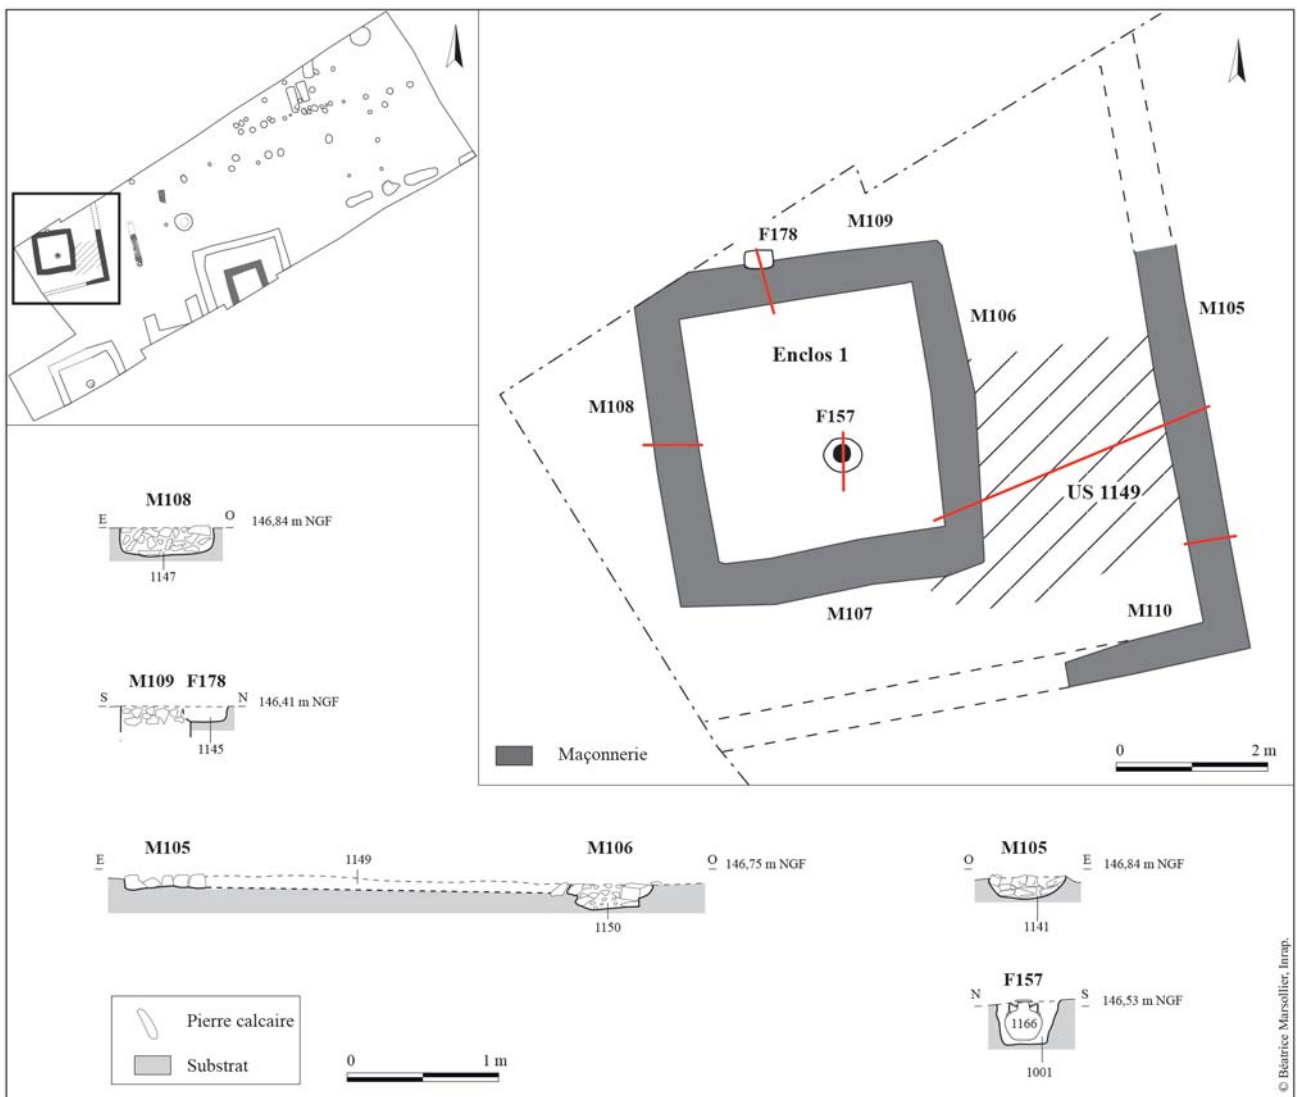 M109
F178
M106
M105
Enclos 1
M108
F157
US 1149
M110
M107
Maçonnerie
0 2 m
M108
E O 146,84 m NGF
1147
M109 F178
S N 146,41 m NGF
1145
M105 1149 M106
E O 146,75 m NGF
1150
M105
O E 146,84 m NGF
1141
F157
N S 146,53 m NGF
1166
1001
Pierre calcaire
Substrat
0 1 m
© Béatrice Marsollier, Inrap.